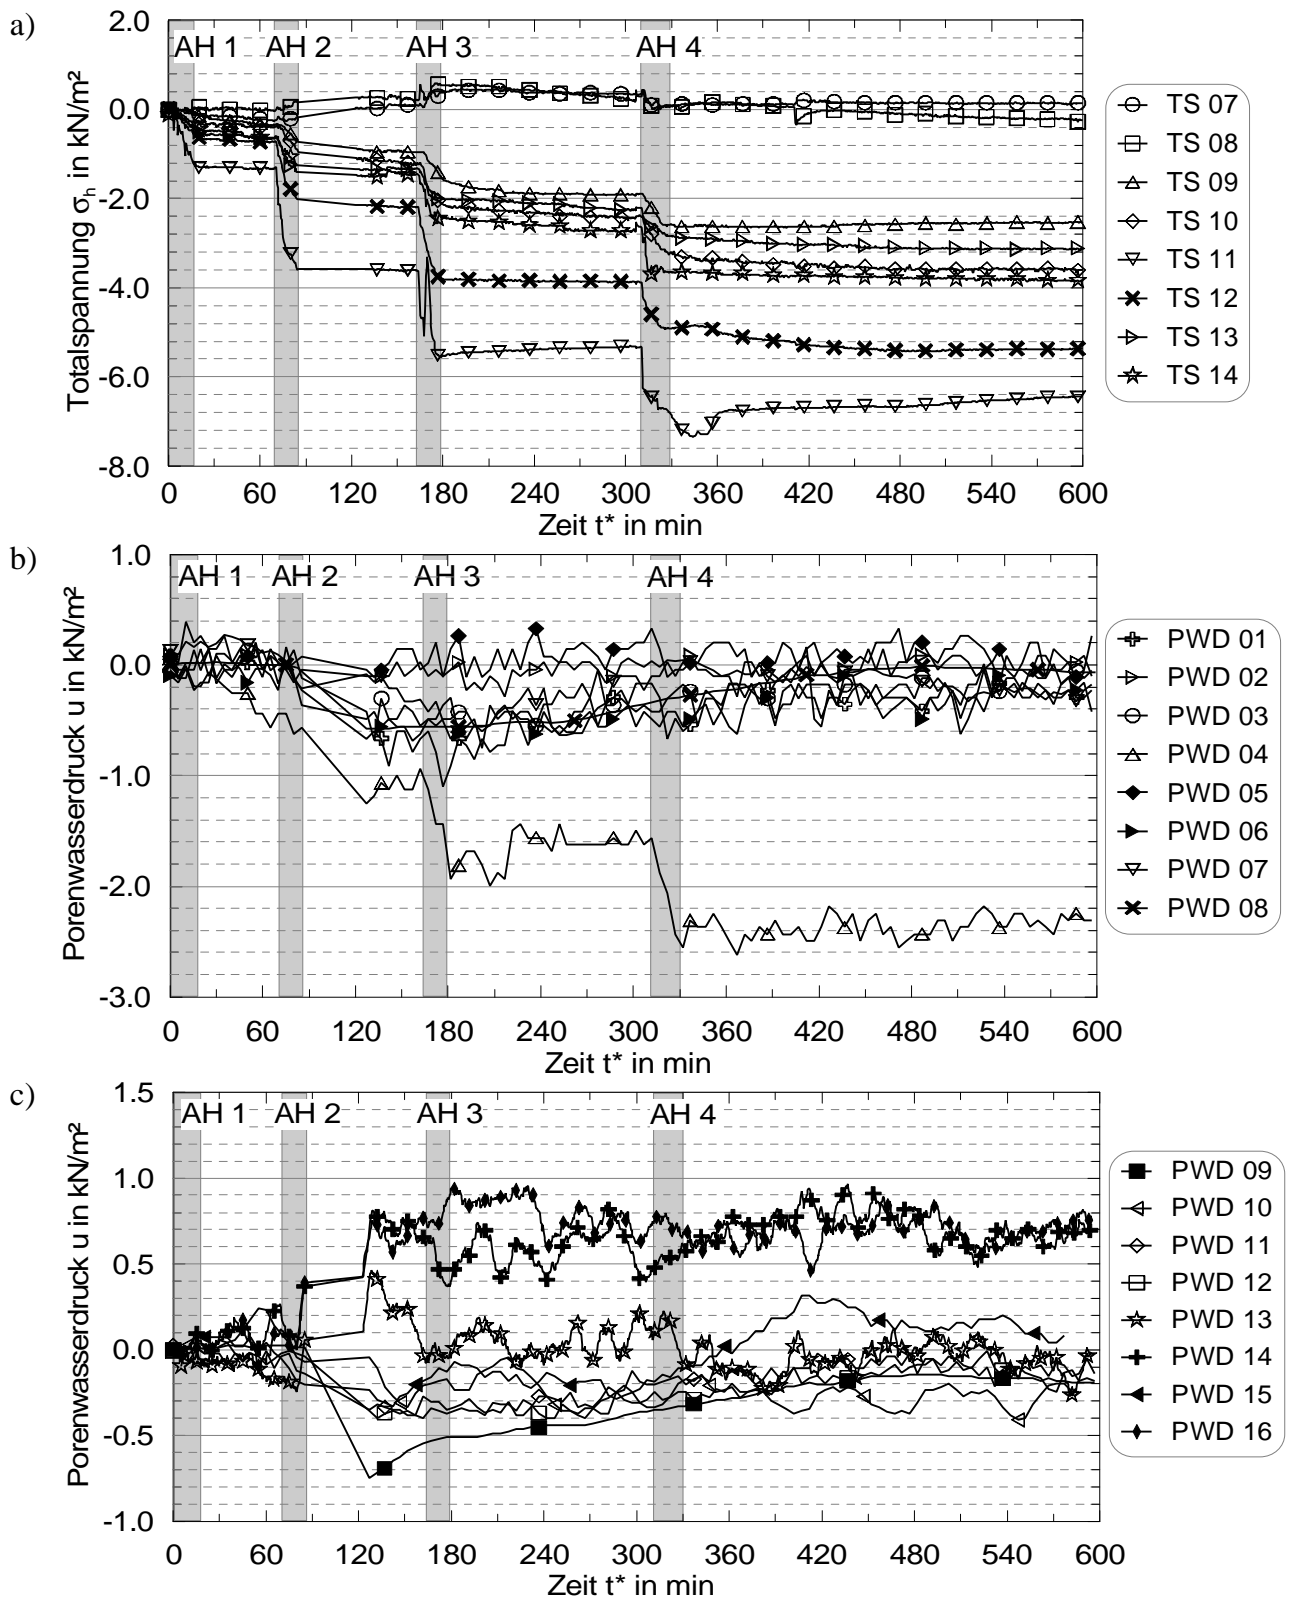 a)
Totalspannung σh in kN/m²
2.0
0.0
-2.0
-4.0
-6.0
-8.0
AH 1 AH 2 AH 3 AH 4
0 60 120 180 240 300 360 420 480 540 600
Zeit t* in min
TS 07
TS 08
TS 09
TS 10
TS 11
TS 12
TS 13
TS 14
b)
Porenwasserdruck u in kN/m²
1.0
0.0
-1.0
-2.0
-3.0
AH 1 AH 2 AH 3 AH 4
0 60 120 180 240 300 360 420 480 540 600
Zeit t* in min
PWD 01
PWD 02
PWD 03
PWD 04
PWD 05
PWD 06
PWD 07
PWD 08
c)
Porenwasserdruck u in kN/m²
1.5
1.0
0.5
0.0
-0.5
-1.0
AH 1 AH 2 AH 3 AH 4
0 60 120 180 240 300 360 420 480 540 600
Zeit t* in min
PWD 09
PWD 10
PWD 11
PWD 12
PWD 13
PWD 14
PWD 15
PWD 16